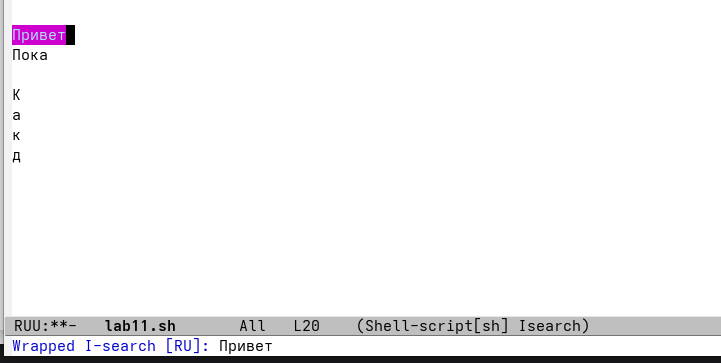 Привет
Пока
К
а
к
д
RUU:**-   lab11.sh       All   L20    (Shell-script[sh] Isearch)
Wrapped I-search [RU]: Привет